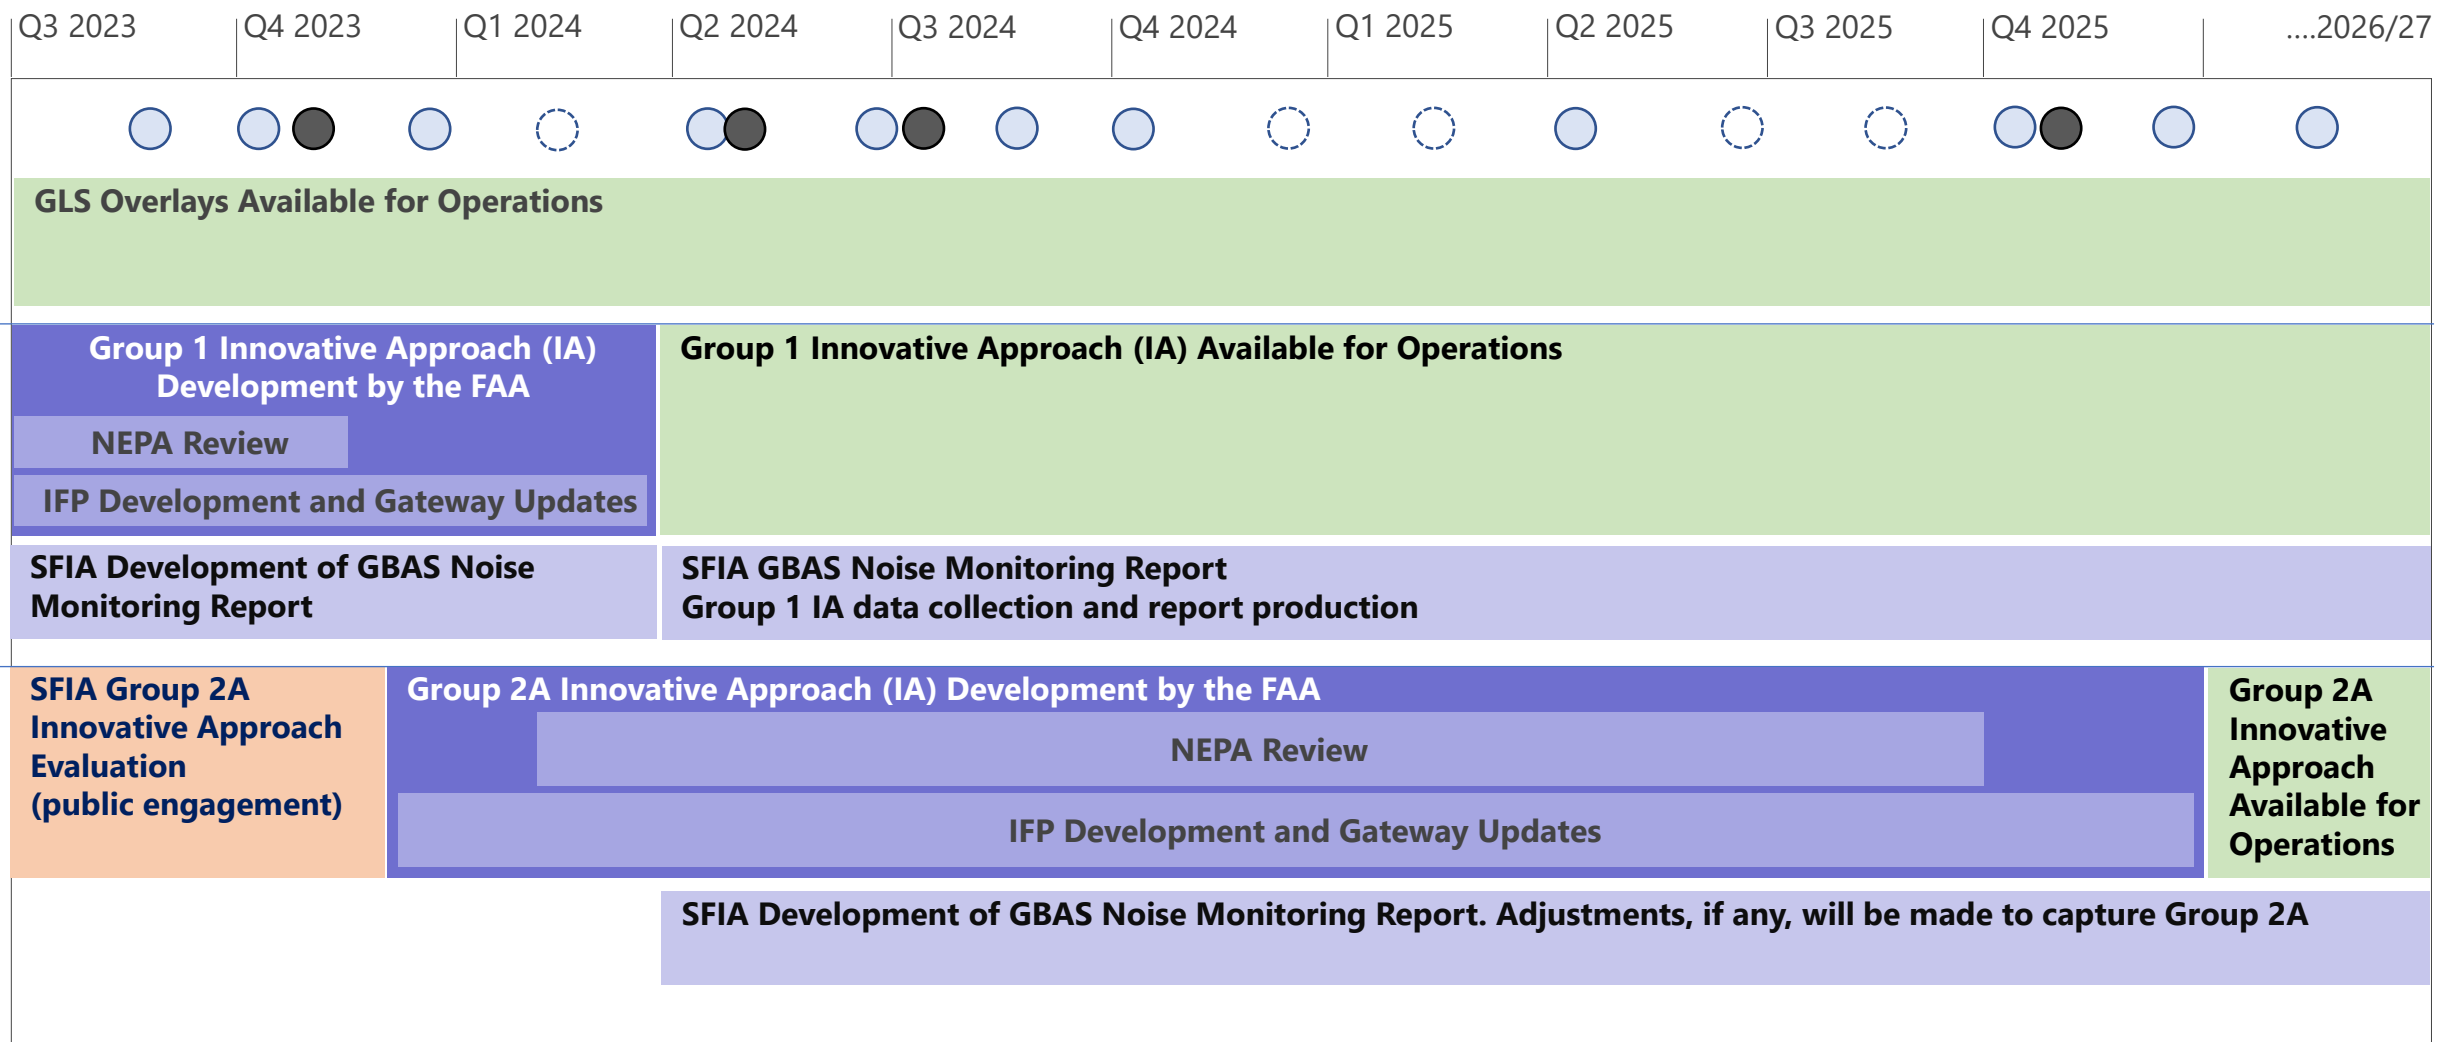 Q3 2023
Q4 2023
Q1 2024
Q2 2024
Q3 2024
Q4 2024
Q1 2025
Q2 2025
Q3 2025
Q4 2025
....2026/27
GLS Overlays Available for Operations
Group 1 Innovative Approach (IA)
Development by the FAA
NEPA Review
IFP Development and Gateway Updates
Group 1 Innovative Approach (IA) Available for Operations
SFIA Development of GBAS Noise
Monitoring Report
SFIA GBAS Noise Monitoring Report
Group 1 IA data collection and report production
SFIA Group 2A
Innovative Approach
Evaluation
(public engagement)
Group 2A Innovative Approach (IA) Development by the FAA
NEPA Review
IFP Development and Gateway Updates
Group 2A
Innovative
Approach
Available for
Operations
SFIA Development of GBAS Noise Monitoring Report. Adjustments, if any, will be made to capture Group 2A